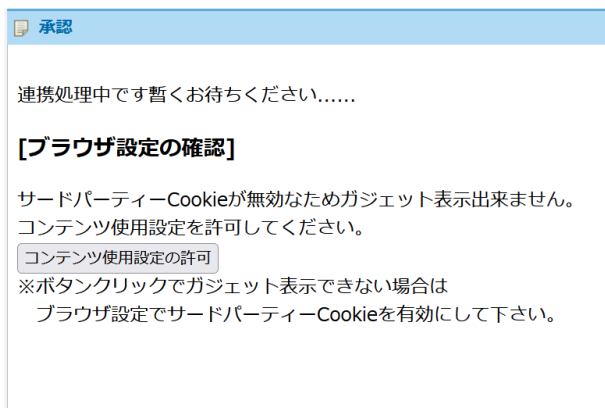 承認
連携処理中です暫くお待ちください......
[ブラウザ設定の確認]
サードパーティーCookieが無効なためガジェット表示出来ません。
コンテンツ使用設定を許可してください。
コンテンツ使用設定の許可
※ボタンクリックでガジェット表示できない場合は
ブラウザ設定でサードパーティーCookieを有効にして下さい。